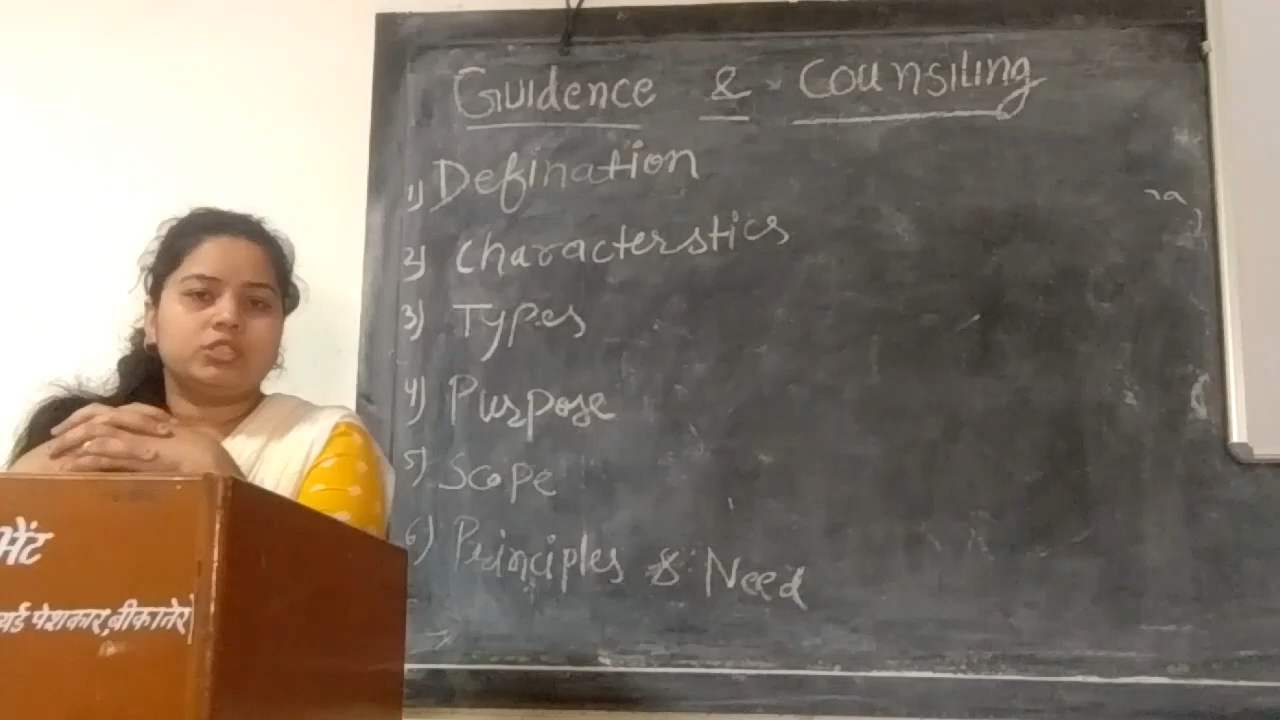 Guidence & Counsiling
1) Defination
2) Characterstics
3) Types
4) Purpose
5) Scope
6) Principles & Need
भेंट
पेशकार, बीकानेर